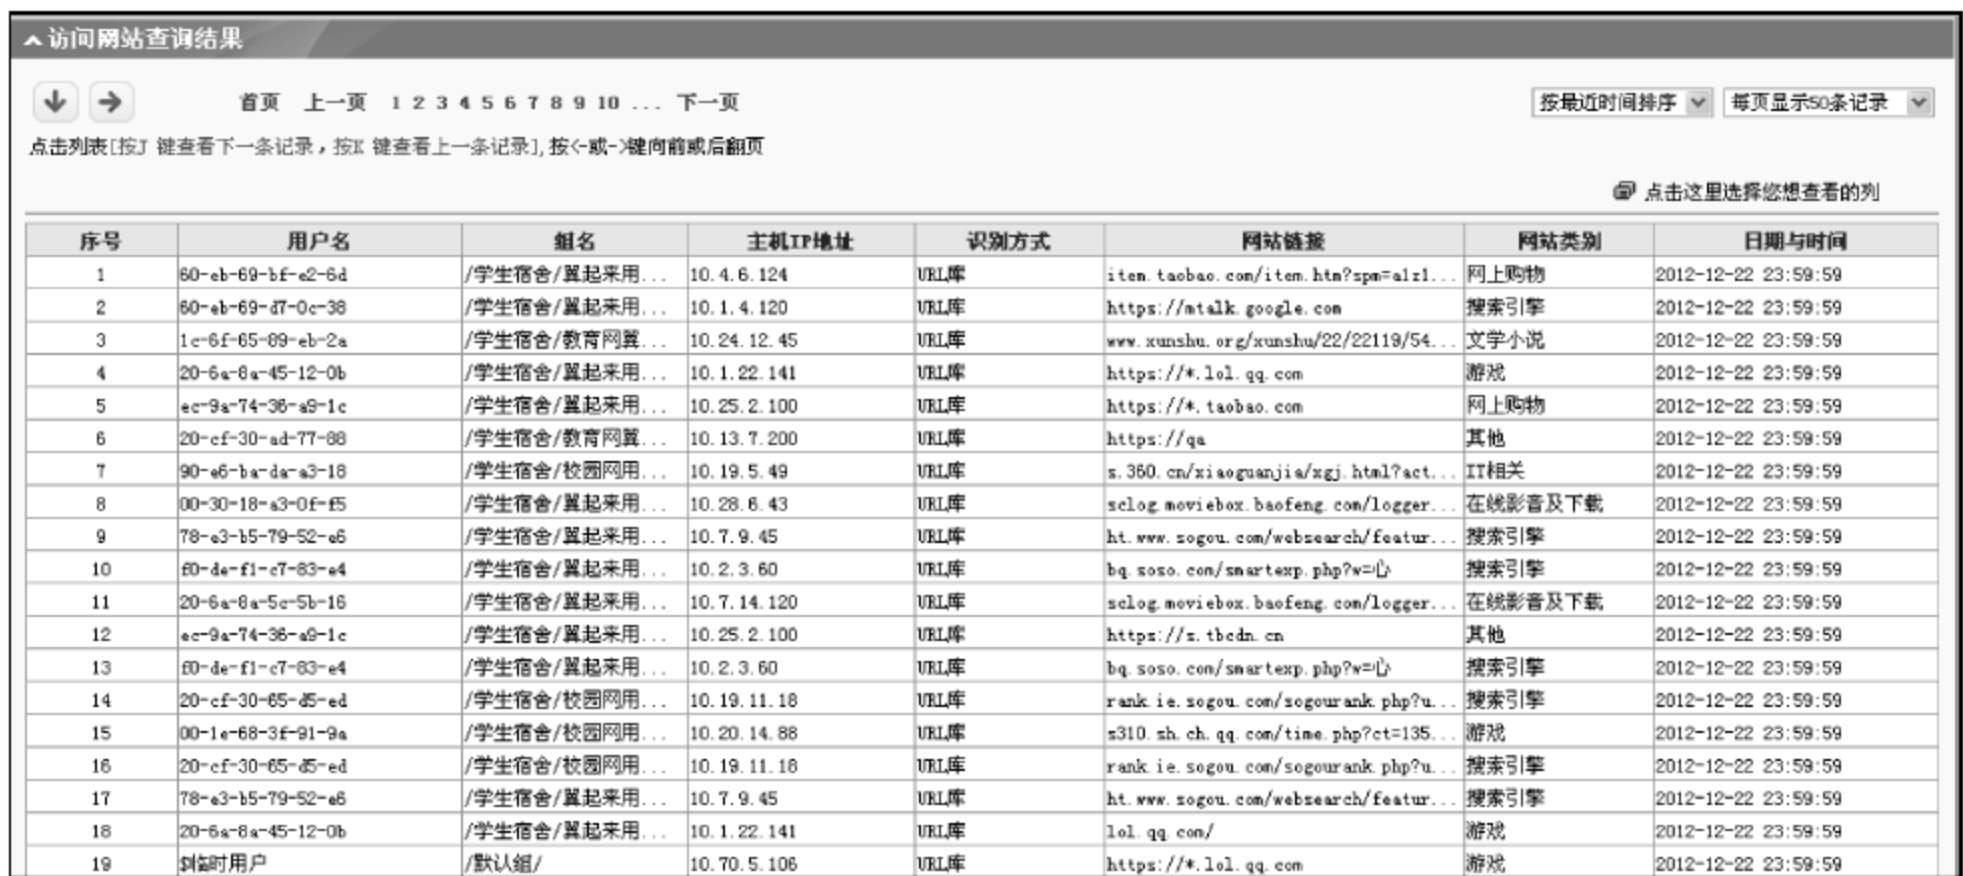 访问网站查询结果
首页 上一页 1 2 3 4 5 6 7 8 9 10 ... 下一页 按最近时间排序 每页显示50条记录
点击列表[按J 键查看下一条记录，按K 键查看上一条记录],按<-或->键向前或后翻页
点击这里选择您想查看的列
序号 用户名 组名 主机IP地址 识别方式 网站链接 网站类别 日期与时间
1 60-eb-69-bf-e2-6d /学生宿舍/翼起来用... 10.4.6.124 URL库 item.taobao.com/item.htm?spm=a1z1... 网上购物 2012-12-22 23:59:59
2 60-eb-69-d7-0c-38 /学生宿舍/翼起来用... 10.1.4.120 URL库 https://mtalk.google.com 搜索引擎 2012-12-22 23:59:59
3 1c-6f-65-89-eb-2a /学生宿舍/教育网翼... 10.24.12.45 URL库 www.xunshu.org/xunshu/22/22119/54... 文学小说 2012-12-22 23:59:59
4 20-6a-8a-45-12-0b /学生宿舍/翼起来用... 10.1.22.141 URL库 https://*.lol.qq.com 游戏 2012-12-22 23:59:59
5 ec-9a-74-36-a9-1c /学生宿舍/翼起来用... 10.25.2.100 URL库 https://*.taobao.com 网上购物 2012-12-22 23:59:59
6 20-cf-30-ad-77-88 /学生宿舍/教育网翼... 10.13.7.200 URL库 https://qa 其他 2012-12-22 23:59:59
7 90-e6-ba-da-a3-18 /学生宿舍/校园网用... 10.19.5.49 URL库 s.360.cn/xiaoguanjia/xgj.html?act... IT相关 2012-12-22 23:59:59
8 00-30-18-a3-0f-f5 /学生宿舍/翼起来用... 10.28.6.43 URL库 sclog.moviebox.baofeng.com/logger... 在线影音及下载 2012-12-22 23:59:59
9 78-e3-b5-79-52-e6 /学生宿舍/翼起来用... 10.7.9.45 URL库 ht.www.sogou.com/websearch/featur... 搜索引擎 2012-12-22 23:59:59
10 f0-de-f1-c7-83-e4 /学生宿舍/翼起来用... 10.2.3.60 URL库 bq.soso.com/smartexp.php?w=心 搜索引擎 2012-12-22 23:59:59
11 20-6a-8a-5c-5b-16 /学生宿舍/翼起来用... 10.7.14.120 URL库 sclog.moviebox.baofeng.com/logger... 在线影音及下载 2012-12-22 23:59:59
12 ec-9a-74-36-a9-1c /学生宿舍/翼起来用... 10.25.2.100 URL库 https://s.tbcdn.cn 其他 2012-12-22 23:59:59
13 f0-de-f1-c7-83-e4 /学生宿舍/翼起来用... 10.2.3.60 URL库 bq.soso.com/smartexp.php?w=心 搜索引擎 2012-12-22 23:59:59
14 20-cf-30-65-d5-ed /学生宿舍/校园网用... 10.19.11.18 URL库 rank.ie.sogou.com/sogourank.php?u... 搜索引擎 2012-12-22 23:59:59
15 00-1e-68-3f-91-9a /学生宿舍/校园网用... 10.20.14.88 URL库 s310.sh.ch.qq.com/time.php?ct=135... 游戏 2012-12-22 23:59:59
16 20-cf-30-65-d5-ed /学生宿舍/校园网用... 10.19.11.18 URL库 rank.ie.sogou.com/sogourank.php?u... 搜索引擎 2012-12-22 23:59:59
17 78-e3-b5-79-52-e6 /学生宿舍/翼起来用... 10.7.9.45 URL库 ht.www.sogou.com/websearch/featur... 搜索引擎 2012-12-22 23:59:59
18 20-6a-8a-45-12-0b /学生宿舍/翼起来用... 10.1.22.141 URL库 lol.qq.com/ 游戏 2012-12-22 23:59:59
19 $临时用户 /默认组/ 10.70.5.106 URL库 https://*.lol.qq.com 游戏 2012-12-22 23:59:59